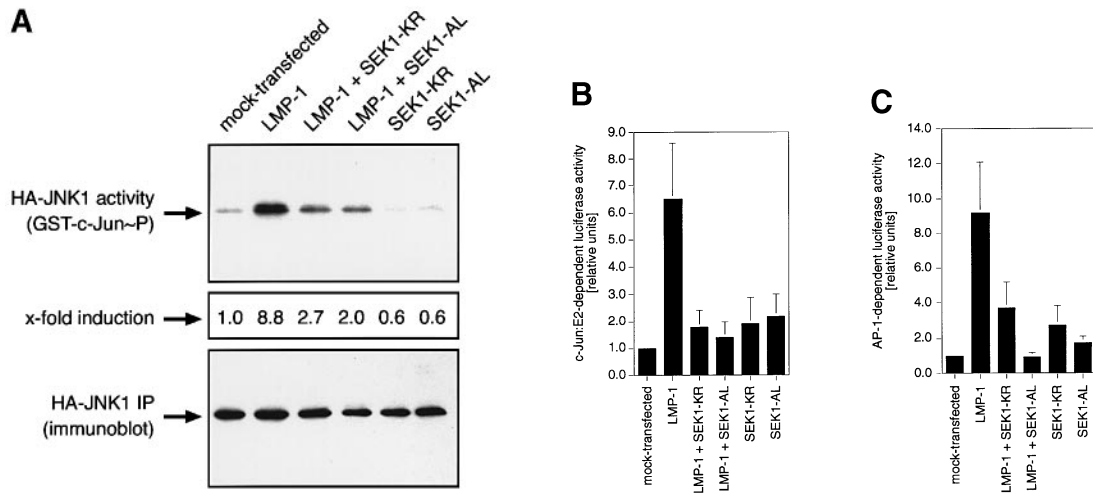 A
mock-transfected
LMP-1
LMP-1 + SEK1-KR
LMP-1 + SEK1-AL
SEK1-KR
SEK1-AL
HA-JNK1 activity
(GST-c-Jun~P)
x-fold induction
1.0 8.8 2.7 2.0 0.6 0.6
HA-JNK1 IP
(immunoblot)
B
c-Jun:E2-dependent luciferase activity
[relative units]
9.0
8.0
7.0
6.0
5.0
4.0
3.0
2.0
1.0
0.0
mock-transfected
LMP-1
LMP-1 + SEK1-KR
LMP-1 + SEK1-AL
SEK1-KR
SEK1-AL
C
AP-1-dependent luciferase activity
[relative units]
14.0
12.0
10.0
8.0
6.0
4.0
2.0
0.0
mock-transfected
LMP-1
LMP-1 + SEK1-KR
LMP-1 + SEK1-AL
SEK1-KR
SEK1-AL